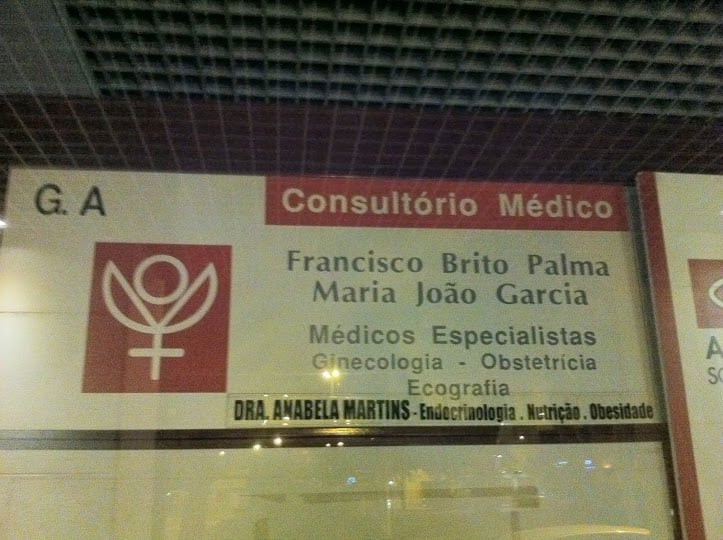 G. A
Consultório Médico
Francisco Brito Palma
Maria João Garcia
Médicos Especialistas
Ginecologia - Obstetrícia
Ecografia
DRA. ANABELA MARTINS - Endocrinologia . Nutrição . Obesidade